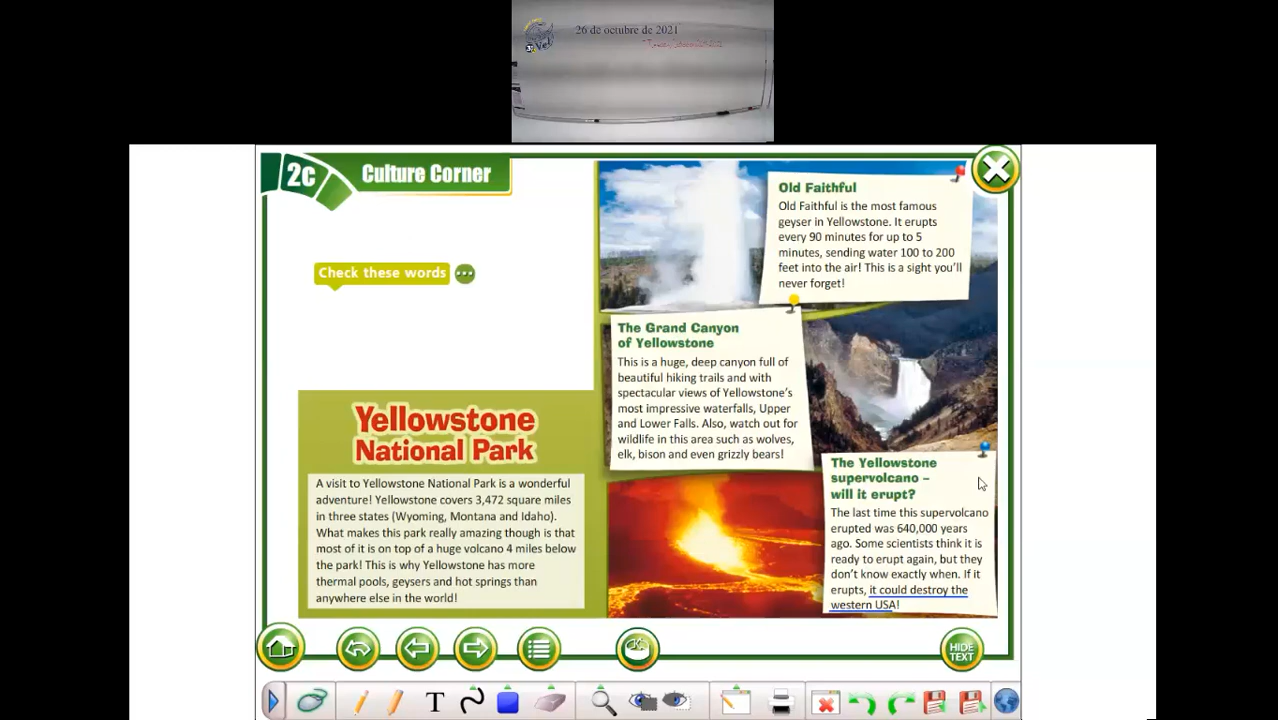 26 de octubre de 2021
2c
Culture Corner
Check these words
Yellowstone
National Park
A visit to Yellowstone National Park is a wonderful
adventure! Yellowstone covers 3,472 square miles
in three states (Wyoming, Montana and Idaho).
What makes this park really amazing though is that
most of it is on top of a huge volcano 4 miles below
the park! This is why Yellowstone has more
thermal pools, geysers and hot springs than
anywhere else in the world!
Old Faithful
Old Faithful is the most famous
geyser in Yellowstone. It erupts
every 90 minutes for up to 5
minutes, sending water 100 to 200
feet into the air! This is a sight you'll
never forget!
The Grand Canyon
of Yellowstone
This is a huge, deep canyon full of
beautiful hiking trails and with
spectacular views of Yellowstone's
most impressive waterfalls, Upper
and Lower Falls. Also, watch out for
wildlife in this area such as wolves,
elk, bison and even grizzly bears!
The Yellowstone
supervolcano –
will it erupt?
The last time this supervolcano
erupted was 640,000 years
ago. Some scientists think it is
ready to erupt again, but they
don't know exactly when. If it
erupts, it could destroy the
western USA!
HIDE
TEXT
T